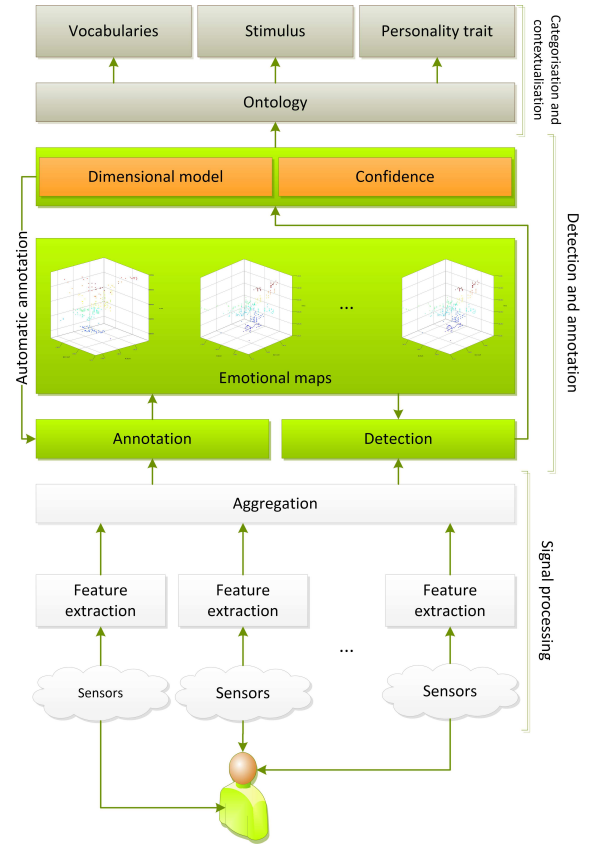 Vocabularies
Stimulus
Personality trait
Categorisation and
contextualisation
Ontology
Dimensional model
Confidence
Automatic annotation
Detection and annotation
...
Emotional maps
Annotation
Detection
Aggregation
Signal processing
Feature
extraction
Feature
extraction
Feature
extraction
...
Sensors
Sensors
Sensors